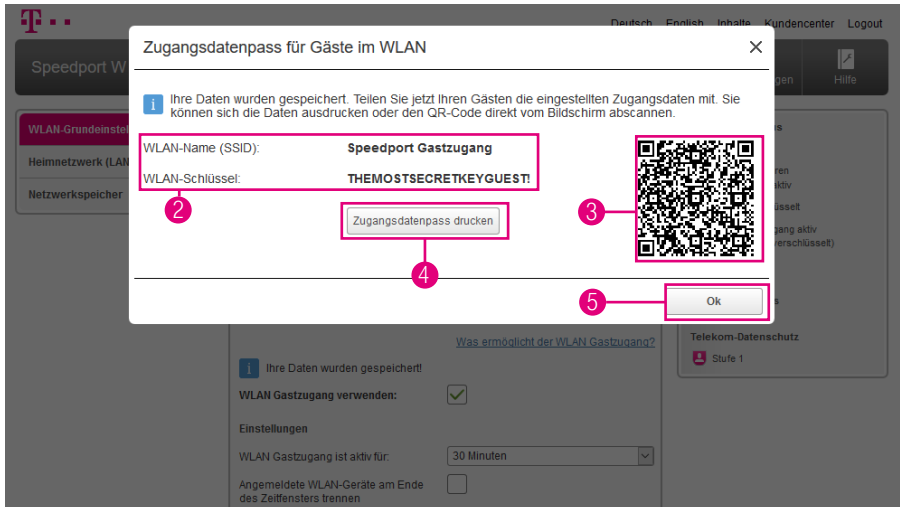 T
Deutsch English Inhalte Kundencenter Logout
Speedport W
Hilfe
Zugangsdatenpass für Gäste im WLAN
i Ihre Daten wurden gespeichert. Teilen Sie jetzt Ihren Gästen die eingestellten Zugangsdaten mit. Sie
können sich die Daten ausdrucken oder den QR-Code direkt vom Bildschirm abscannen.
WLAN-Name (SSID): Speedport Gastzugang
WLAN-Schlüssel: THEMOSTSECRETKEYGUEST!
2
3
Zugangsdatenpass drucken
4
5
Ok
WLAN-Grundeinstel
Heimnetzwerk (LAN
Netzwerkspeicher
gang aktiv
verschlüsselt)
Was ermöglicht der WLAN Gastzugang?
i Ihre Daten wurden gespeichert!
WLAN Gastzugang verwenden:
Einstellungen
WLAN Gastzugang ist aktiv für: 30 Minuten
Angemeldete WLAN-Geräte am Ende
des Zeitfensters trennen
Telekom-Datenschutz
Stufe 1